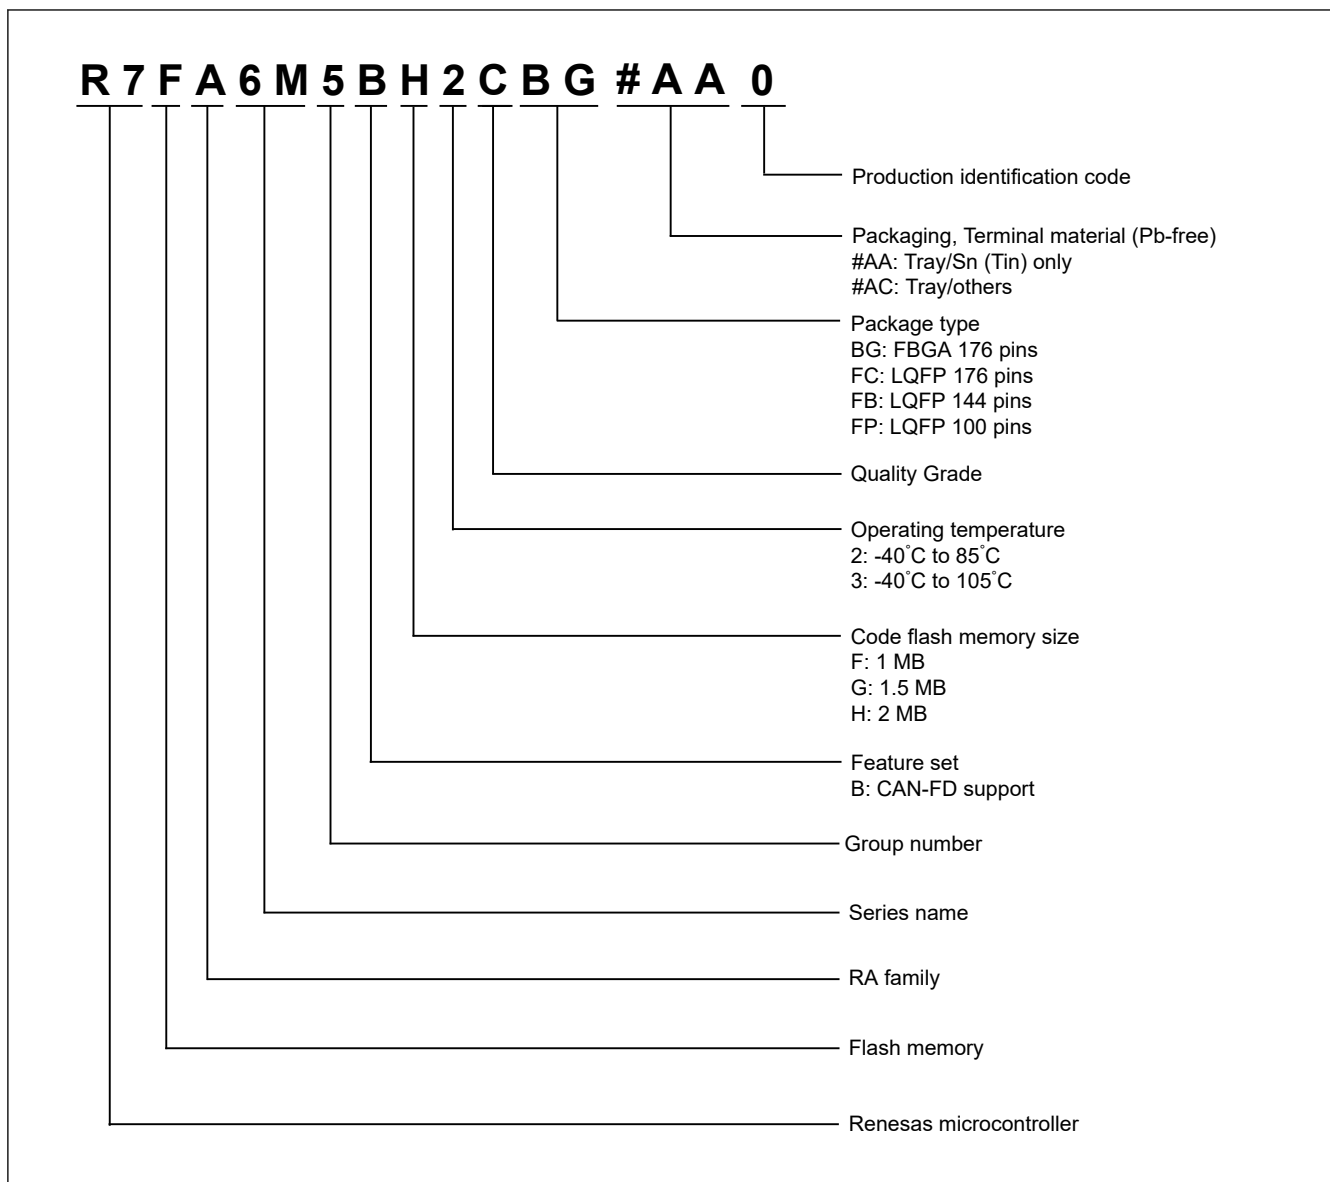 R7FA6M5BH2CBG#AA0
Production identification code
Packaging, Terminal material (Pb-free)
#AA: Tray/Sn (Tin) only
#AC: Tray/others
Package type
BG: FBGA 176 pins
FC: LQFP 176 pins
FB: LQFP 144 pins
FP: LQFP 100 pins
Quality Grade
Operating temperature
2: -40°C to 85°C
3: -40°C to 105°C
Code flash memory size
F: 1 MB
G: 1.5 MB
H: 2 MB
Feature set
B: CAN-FD support
Group number
Series name
RA family
Flash memory
Renesas microcontroller